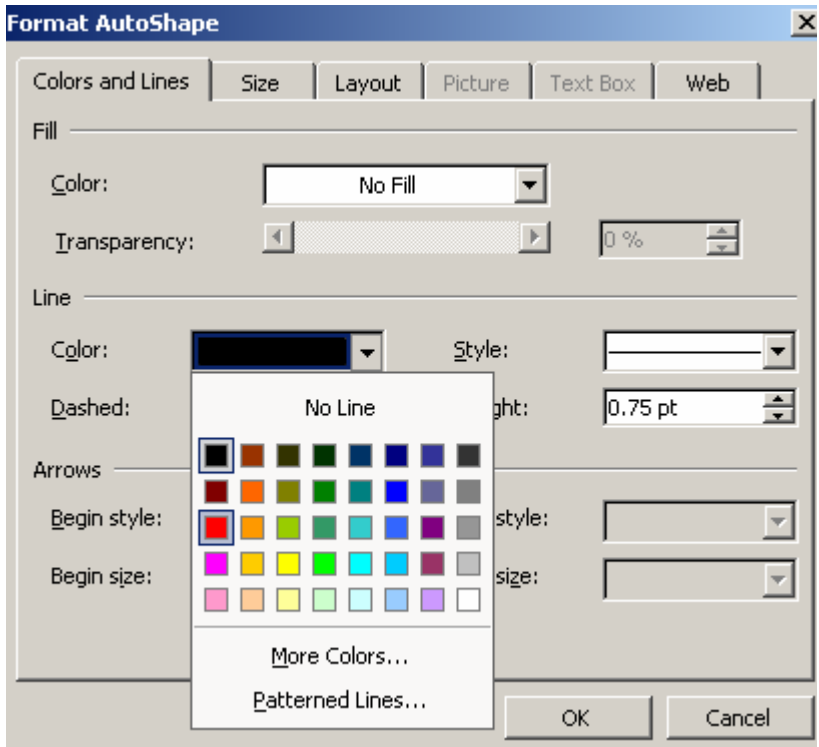 Format AutoShape
Colors and Lines Size Layout Picture Text Box Web
Fill
Color: No Fill
Transparency: 0 %
Line
Color: Style:
Dashed: ght: 0.75 pt
No Line
Arrows
Begin style: style:
Begin size: size:
More Colors...
Patterned Lines...
OK Cancel